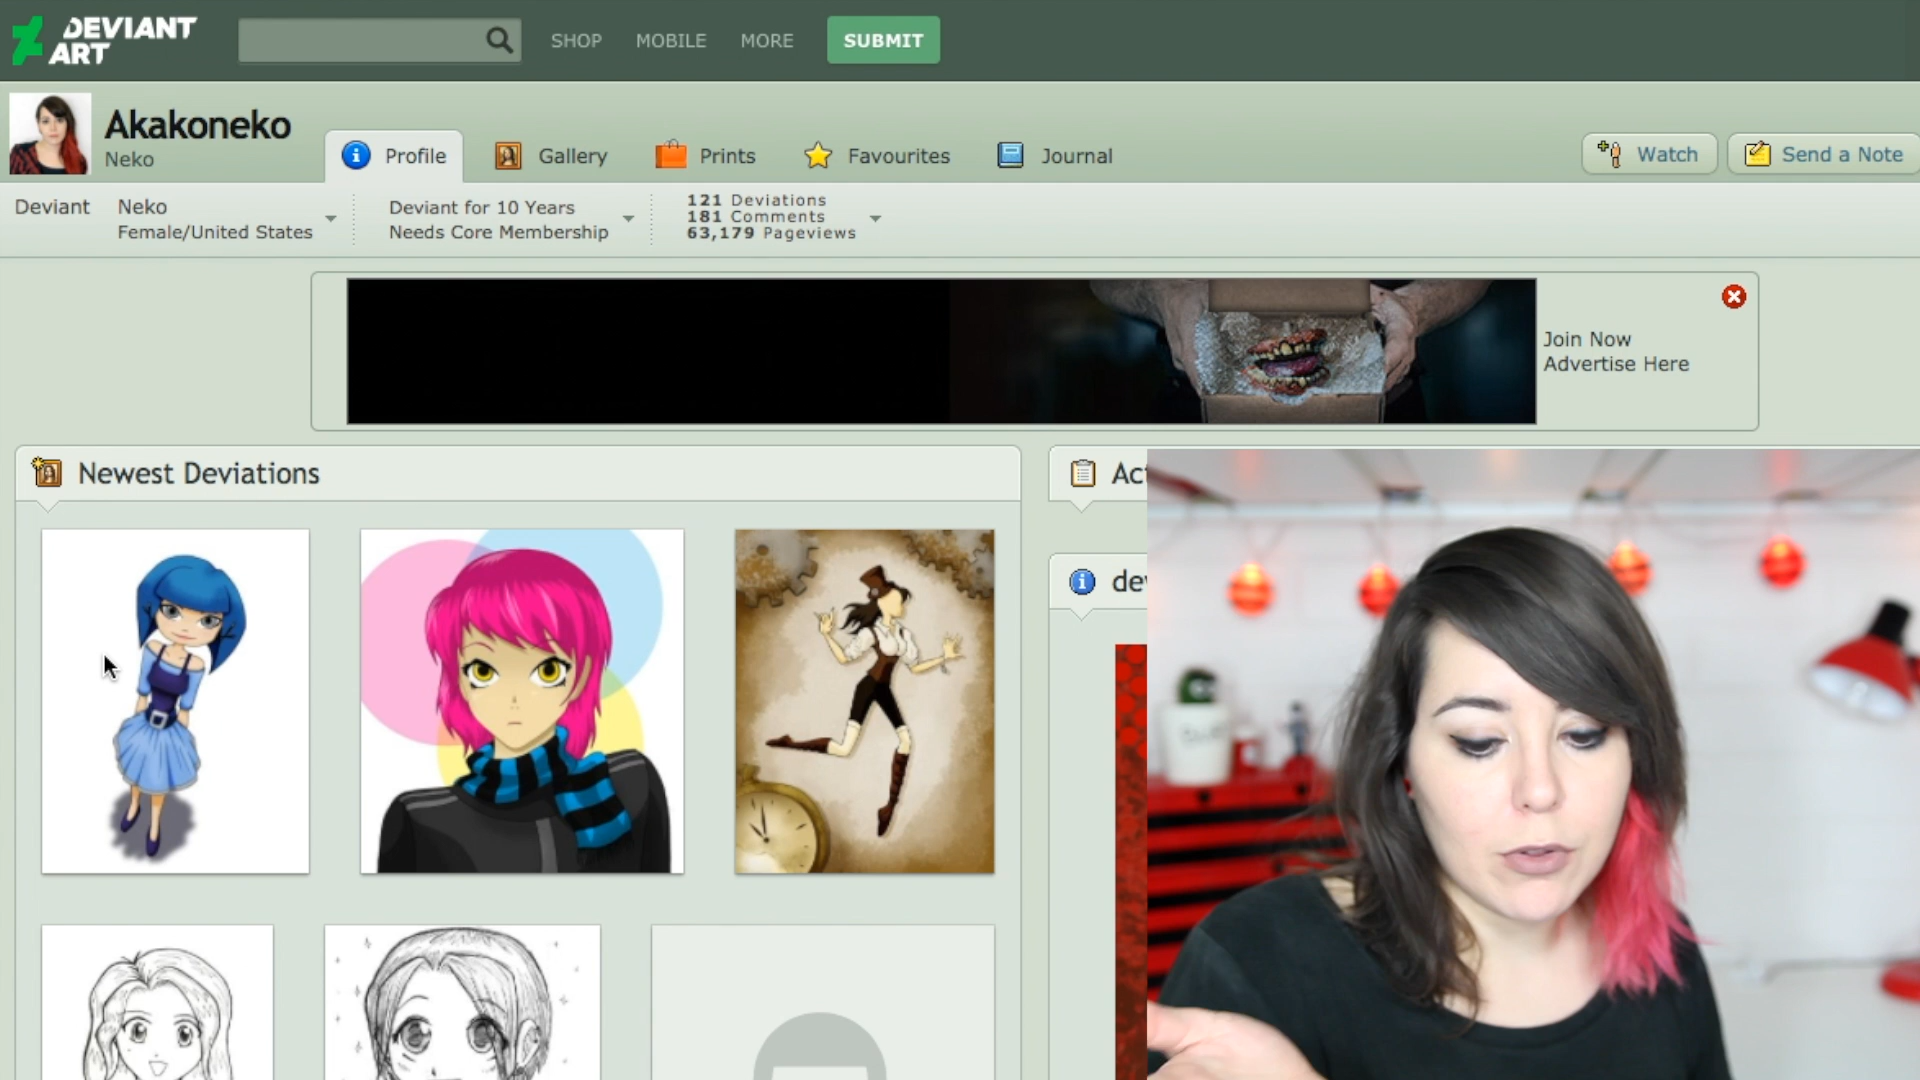 DEVIANT
ART
SHOP
MOBILE
MORE
SUBMIT
Akakoneko
Neko
Profile
Gallery
Prints
Favourites
Journal
Watch
Send a Note
Deviant
Neko
Female/United States
Deviant for 10 Years
Needs Core Membership
121 Deviations
181 Comments
63,179 Pageviews
Join Now
Advertise Here
Newest Deviations